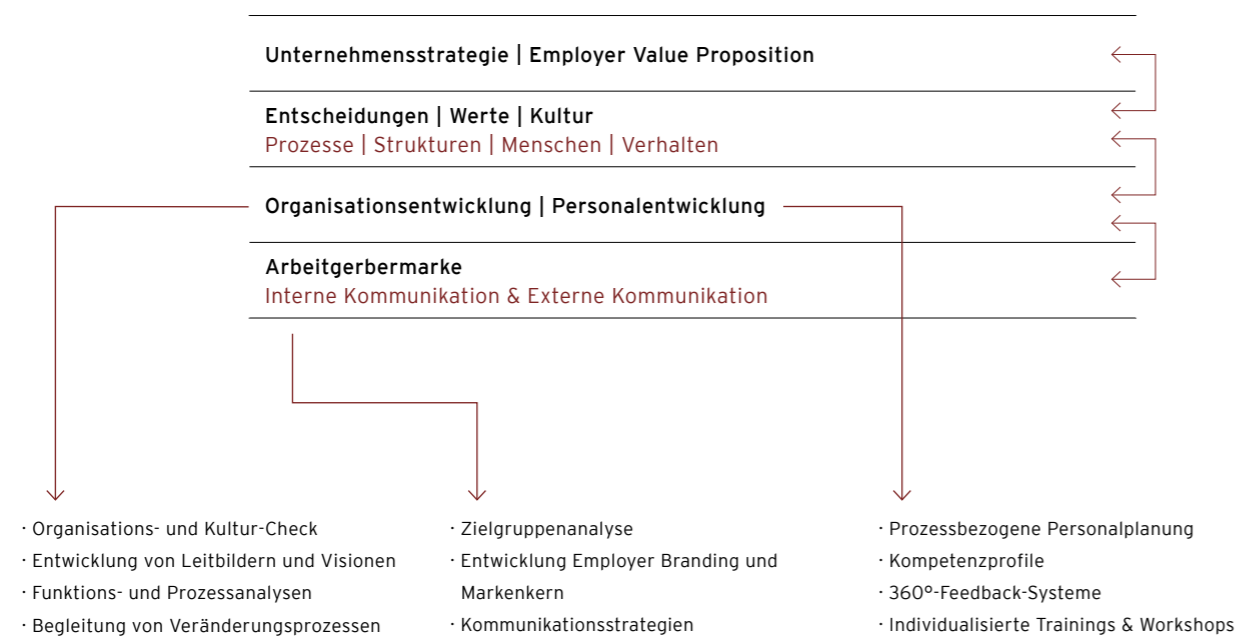 Unternehmensstrategie | Employer Value Proposition
Entscheidungen | Werte | Kultur
Prozesse | Strukturen | Menschen | Verhalten
Organisationsentwicklung | Personalentwicklung
Arbeitgerbermarke
Interne Kommunikation & Externe Kommunikation
· Organisations- und Kultur-Check
· Entwicklung von Leitbildern und Visionen
· Funktions- und Prozessanalysen
· Begleitung von Veränderungsprozessen
· Zielgruppenanalyse
· Entwicklung Employer Branding und
Markenkern
· Kommunikationsstrategien
· Prozessbezogene Personalplanung
· Kompetenzprofile
· 360°-Feedback-Systeme
· Individualisierte Trainings & Workshops